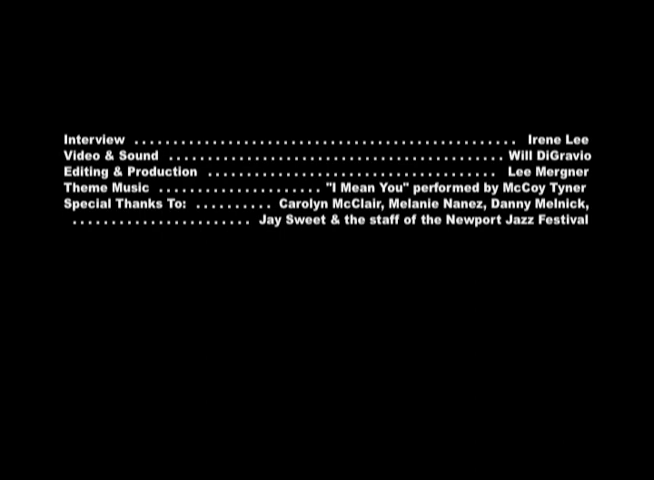 Interview .................................................. Irene Lee
Video & Sound ............................................ Will DiGravio
Editing & Production ...................................... Lee Mergner
Theme Music ..................... "I Mean You" performed by McCoy Tyner
Special Thanks To: .......... Carolyn McClair, Melanie Nanez, Danny Melnick,
....................... Jay Sweet & the staff of the Newport Jazz Festival